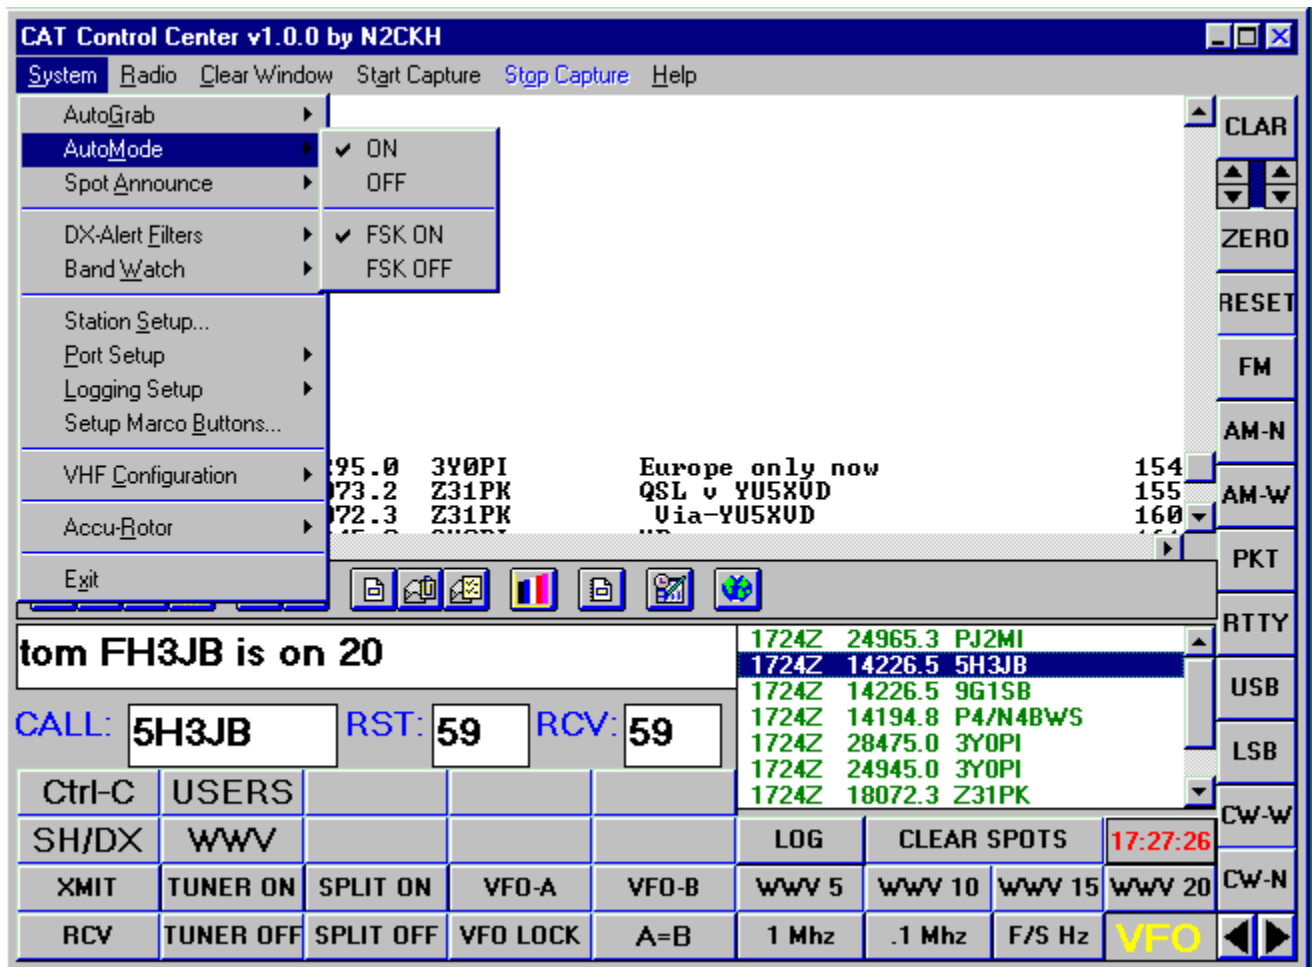 CAT Control Center v1.0.0 by N2CKH
System Radio Clear Window Start Capture Stop Capture Help
AutoGrab
AutoMode
Spot Announce
DX-Alert Filters
Band Watch
Station Setup...
Port Setup
Logging Setup
Setup Marco Buttons...
VHF Configuration
Accu-Rotor
Exit
ON
OFF
FSK ON
FSK OFF
295.0 3Y0PI Europe only now 154
073.2 Z31PK QSL v YU5XVD 155
072.3 Z31PK Via-YU5XVD 160
CLAR
ZERO
RESET
FM
AM-N
AM-W
PKT
RTTY
USB
LSB
CW-W
CW-N
tom FH3JB is on 20
1724Z 24965.3 PJ2MI
1724Z 14226.5 5H3JB
1724Z 14226.5 9G1SB
1724Z 14194.8 P4/N4BWS
1724Z 28475.0 3Y0PI
1724Z 24945.0 3Y0PI
1724Z 18072.3 Z31PK
CALL: 5H3JB RST: 59 RCV: 59
Ctrl-C USERS
SH/DX WWV LOG CLEAR SPOTS 17:27:26
XMIT TUNER ON SPLIT ON VFO-A VFO-B WWV 5 WWV 10 WWV 15 WWV 20
RCV TUNER OFF SPLIT OFF VFO LOCK A=B 1 Mhz .1 Mhz F/S Hz VFO